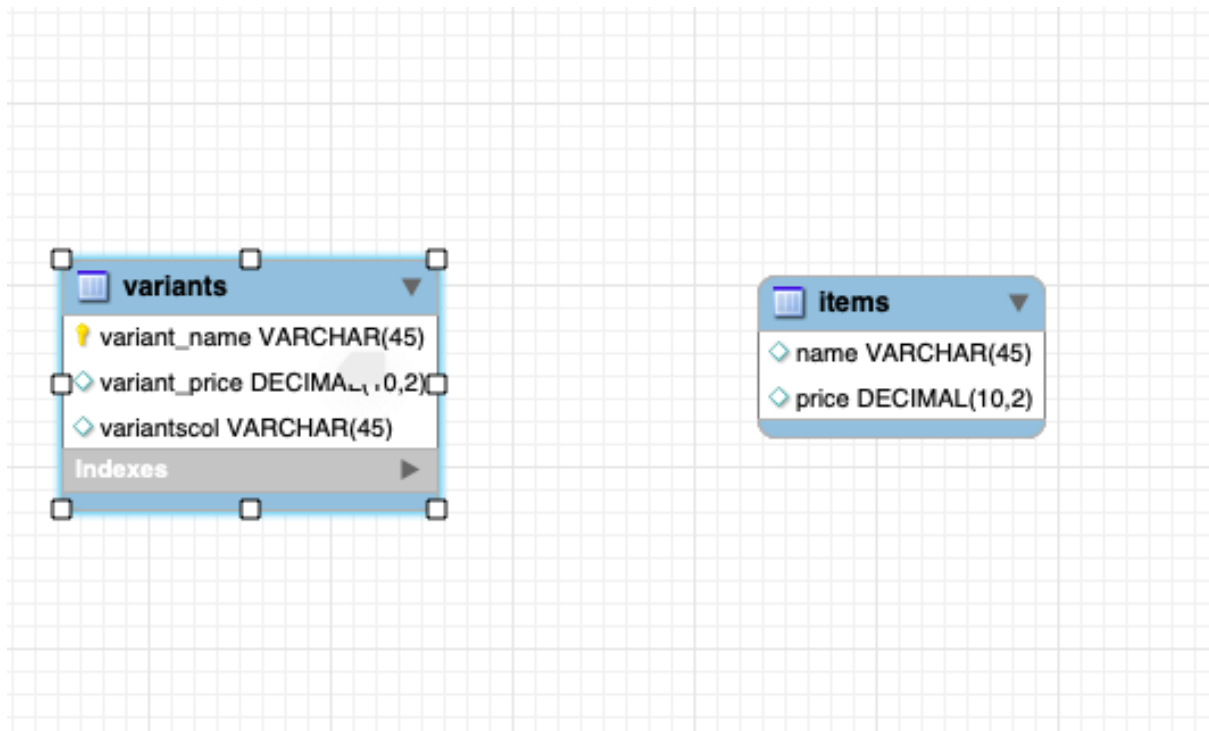 variants
variant_name VARCHAR(45)
variant_price DECIMAL(10,2)
variantscol VARCHAR(45)
Indexes
items
name VARCHAR(45)
price DECIMAL(10,2)